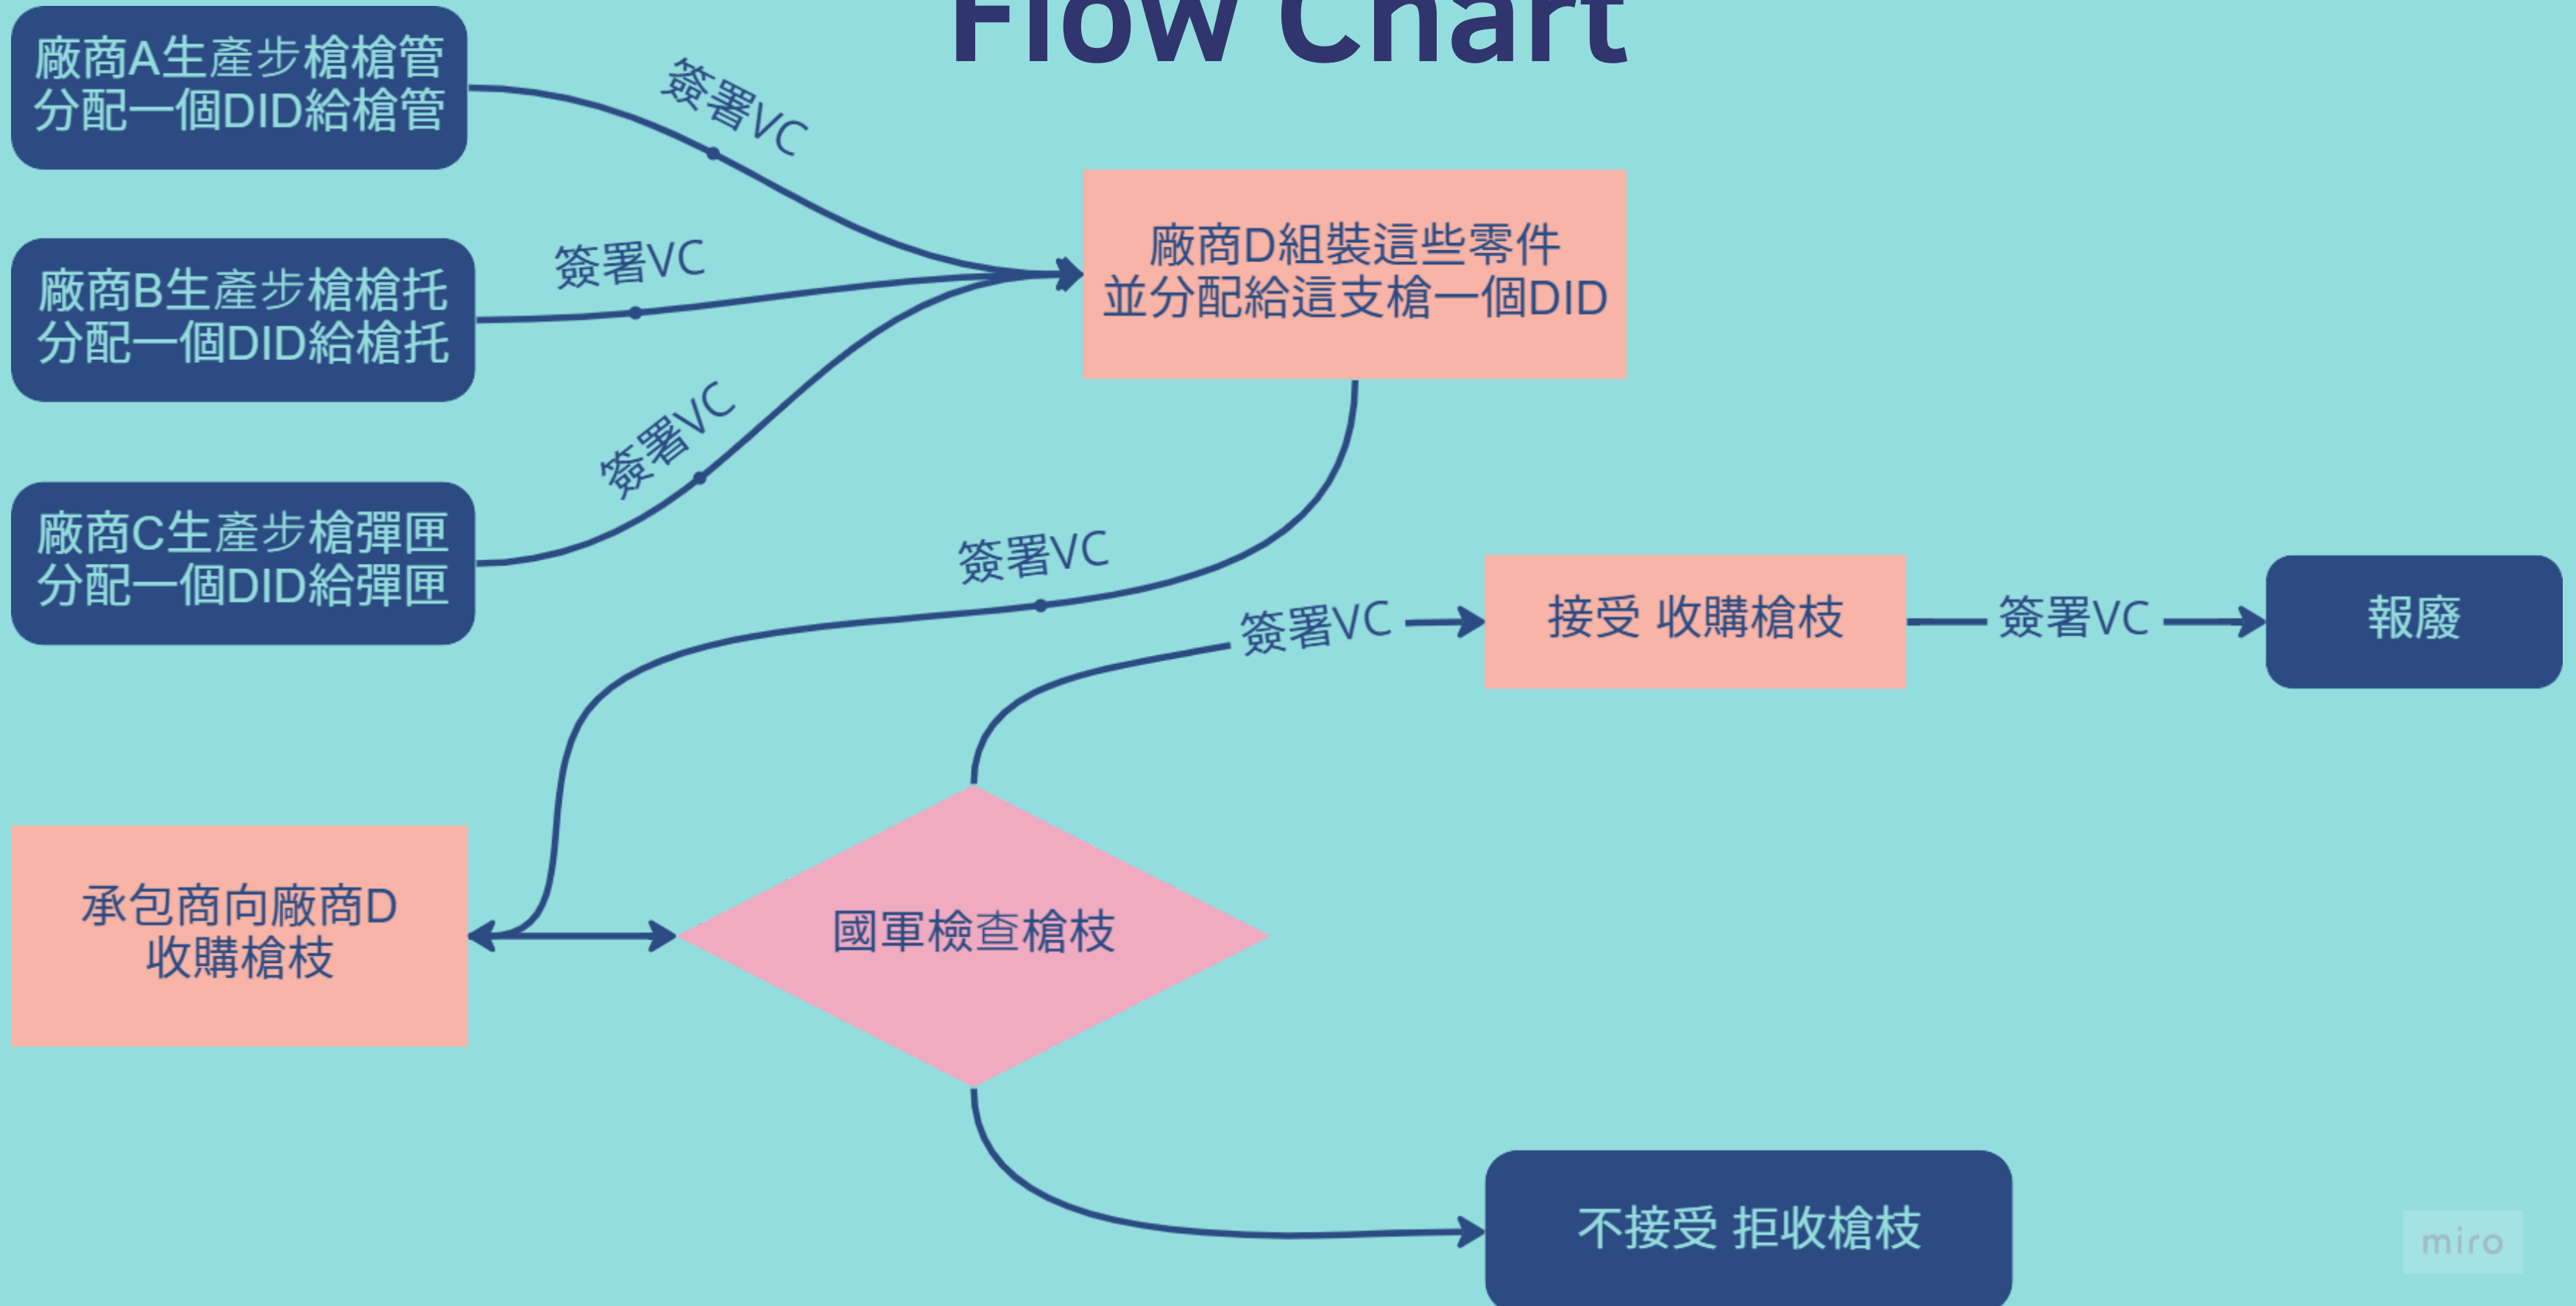 Flow Chart
廠商A生產步槍槍管
分配一個DID給槍管
簽署VC
廠商B生產步槍槍托
分配一個DID給槍托
簽署VC
廠商C生產步槍彈匣
分配一個DID給彈匣
簽署VC
廠商D組裝這些零件
並分配給這支槍一個DID
簽署VC
承包商向廠商D
收購槍枝
國軍檢查槍枝
簽署VC
接受 收購槍枝
簽署VC
報廢
不接受 拒收槍枝
miro